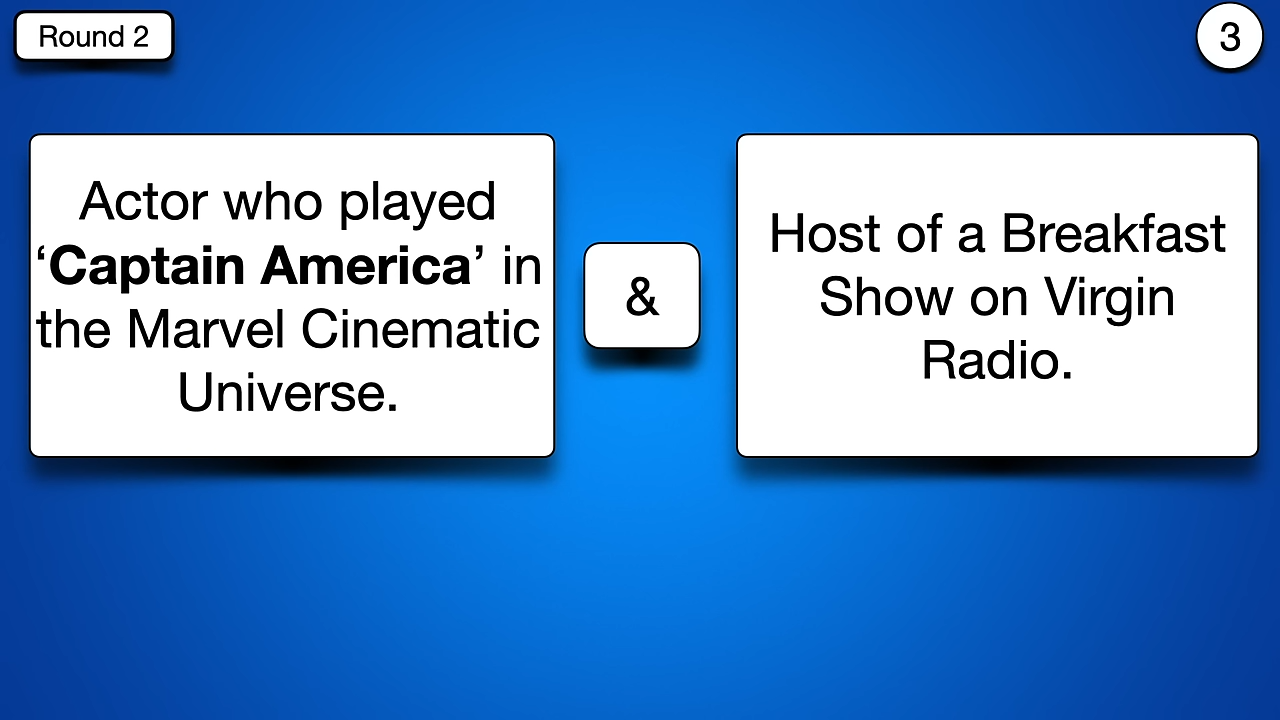 Round 2
3
Actor who played
‘Captain America’ in
the Marvel Cinematic
Universe.
&
Host of a Breakfast
Show on Virgin
Radio.